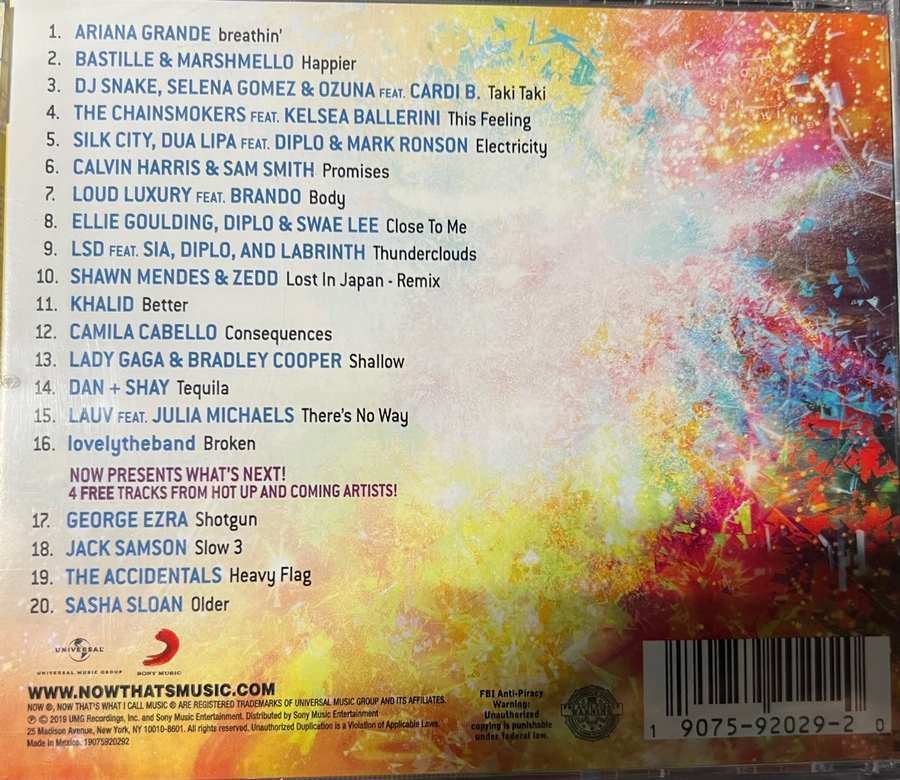 1. ARIANA GRANDE breathin'
2. BASTILLE & MARSHMELLO Happier
3. DJ SNAKE, SELENA GOMEZ & OZUNA FEAT. CARDI B. Taki Taki
4. THE CHAINSMOKERS FEAT. KELSEA BALLERINI This Feeling
5. SILK CITY, DUA LIPA FEAT. DIPLO & MARK RONSON Electricity
6. CALVIN HARRIS & SAM SMITH Promises
7. LOUD LUXURY FEAT. BRANDO Body
8. ELLIE GOULDING, DIPLO & SWAE LEE Close To Me
9. LSD FEAT. SIA, DIPLO, AND LABRINTH Thunderclouds
10. SHAWN MENDES & ZEDD Lost In Japan - Remix
11. KHALID Better
12. CAMILA CABELLO Consequences
13. LADY GAGA & BRADLEY COOPER Shallow
14. DAN + SHAY Tequila
15. LAUV FEAT. JULIA MICHAELS There's No Way
16. lovelytheband Broken
NOW PRESENTS WHAT'S NEXT!
4 FREE TRACKS FROM HOT UP AND COMING ARTISTS!
17. GEORGE EZRA Shotgun
18. JACK SAMSON Slow 3
19. THE ACCIDENTALS Heavy Flag
20. SASHA SLOAN Older
UNIVERSAL
UNIVERSAL MUSIC GROUP
SONY MUSIC
WWW.NOWTHATSMUSIC.COM
NOW ®, NOW THAT'S WHAT I CALL MUSIC ® ARE REGISTERED TRADEMARKS OF UNIVERSAL MUSIC GROUP AND ITS AFFILIATES.
℗ © 2019 UMG Recordings, Inc. and Sony Music Entertainment. Distributed by Sony Music Entertainment
25 Madison Avenue, New York, NY 10010-8601. All rights reserved. Unauthorized Duplication is a Violation of Applicable Laws.
Made in Mexico. 19075920292
FBI Anti-Piracy
Warning:
Unauthorized
copying is punishable
under federal law.
1 9075-92029-2 0